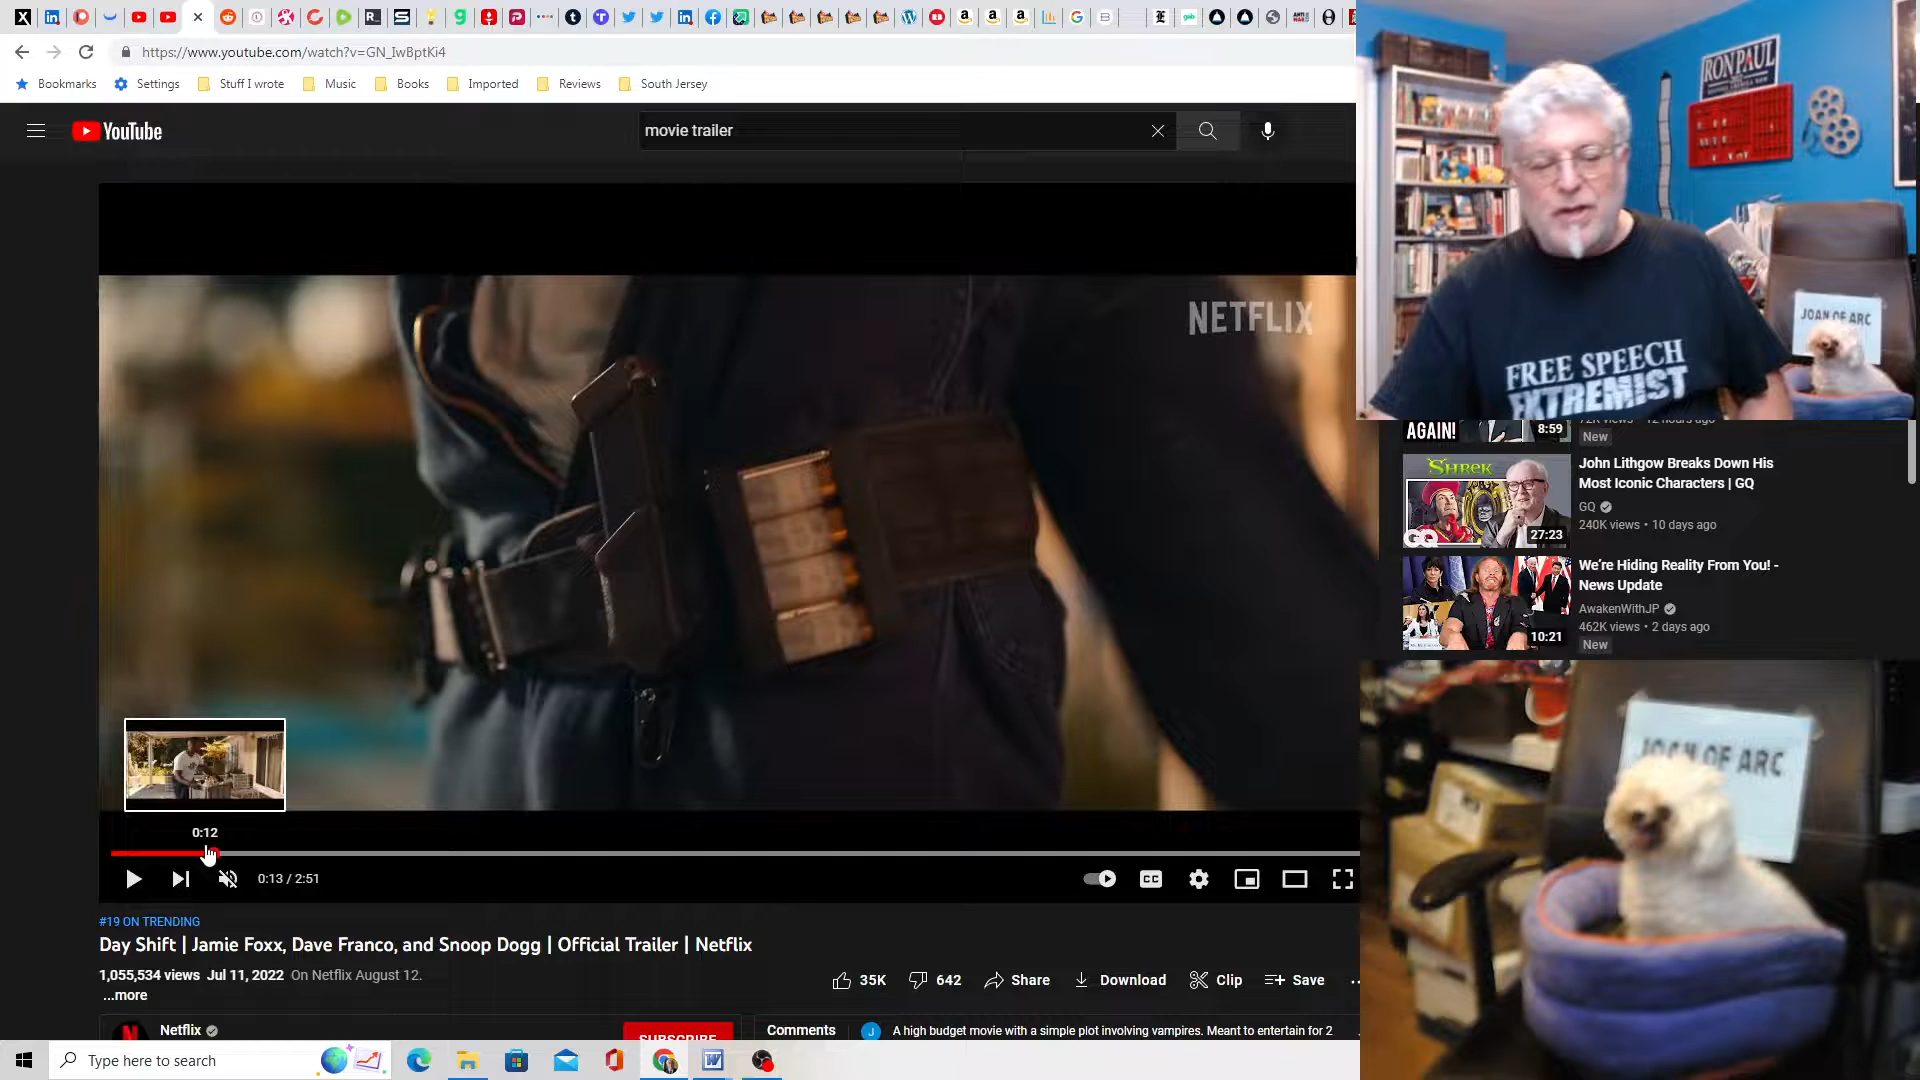 https://www.youtube.com/watch?v=GN_IwBptKi4
Bookmarks
Settings
Stuff I wrote
Music
Books
Imported
Reviews
South Jersey
YouTube
movie trailer
RON PAUL
JOAN OF ARC
FREE SPEECH
EXTREMIST
NETFLIX
AGAIN!
8:59
New
SHREK
GQ
27:23
John Lithgow Breaks Down His
Most Iconic Characters | GQ
GQ
240K views • 10 days ago
10:21
We're Hiding Reality From You! -
News Update
AwakenWithJP
462K views • 2 days ago
New
JOAN OF ARC
0:12
0:13 / 2:51
CC
#19 ON TRENDING
Day Shift | Jamie Foxx, Dave Franco, and Snoop Dogg | Official Trailer | Netflix
1,055,534 views Jul 11, 2022 On Netflix August 12.
...more
35K
642
Share
Download
Clip
Save
Netflix
SUBSCRIBE
Comments
J
A high budget movie with a simple plot involving vampires. Meant to entertain for 2
Type here to search